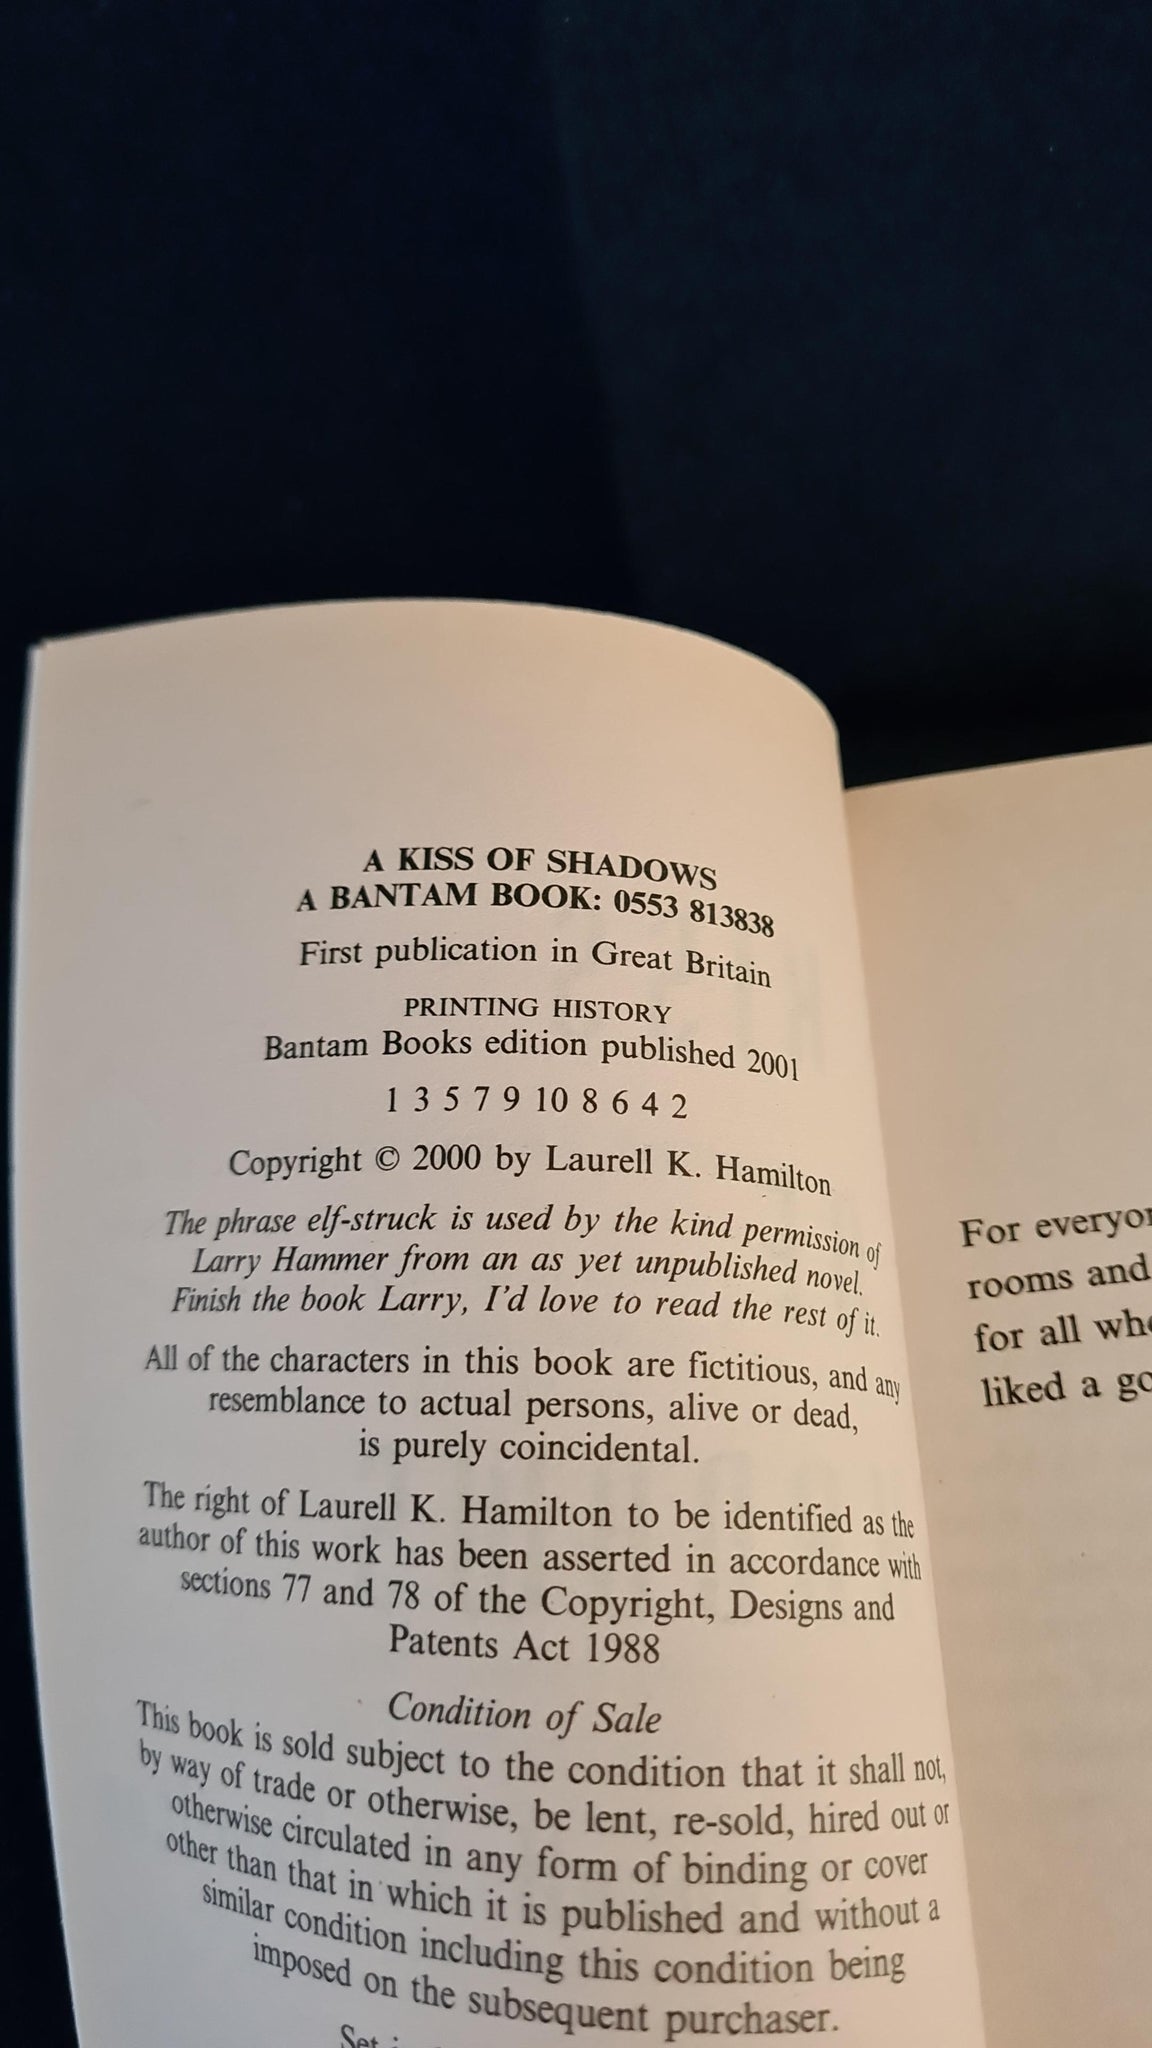 A KISS OF SHADOWS
A BANTAM BOOK: 0553 813838
First publication in Great Britain
PRINTING HISTORY
Bantam Books edition published 2001
1 3 5 7 9 10 8 6 4 2
Copyright © 2000 by Laurell K. Hamilton
The phrase elf-struck is used by the kind permission of
Larry Hammer from an as yet unpublished novel.
Finish the book Larry, I'd love to read the rest of it.
All of the characters in this book are fictitious, and any
resemblance to actual persons, alive or dead,
is purely coincidental.
The right of Laurell K. Hamilton to be identified as the
author of this work has been asserted in accordance with
sections 77 and 78 of the Copyright, Designs and
Patents Act 1988
Condition of Sale
This book is sold subject to the condition that it shall not,
by way of trade or otherwise, be lent, re-sold, hired out or
otherwise circulated in any form of binding or cover
other than that in which it is published and without a
similar condition including this condition being
imposed on the subsequent purchaser.
Set
For
rooms and
for all
liked a